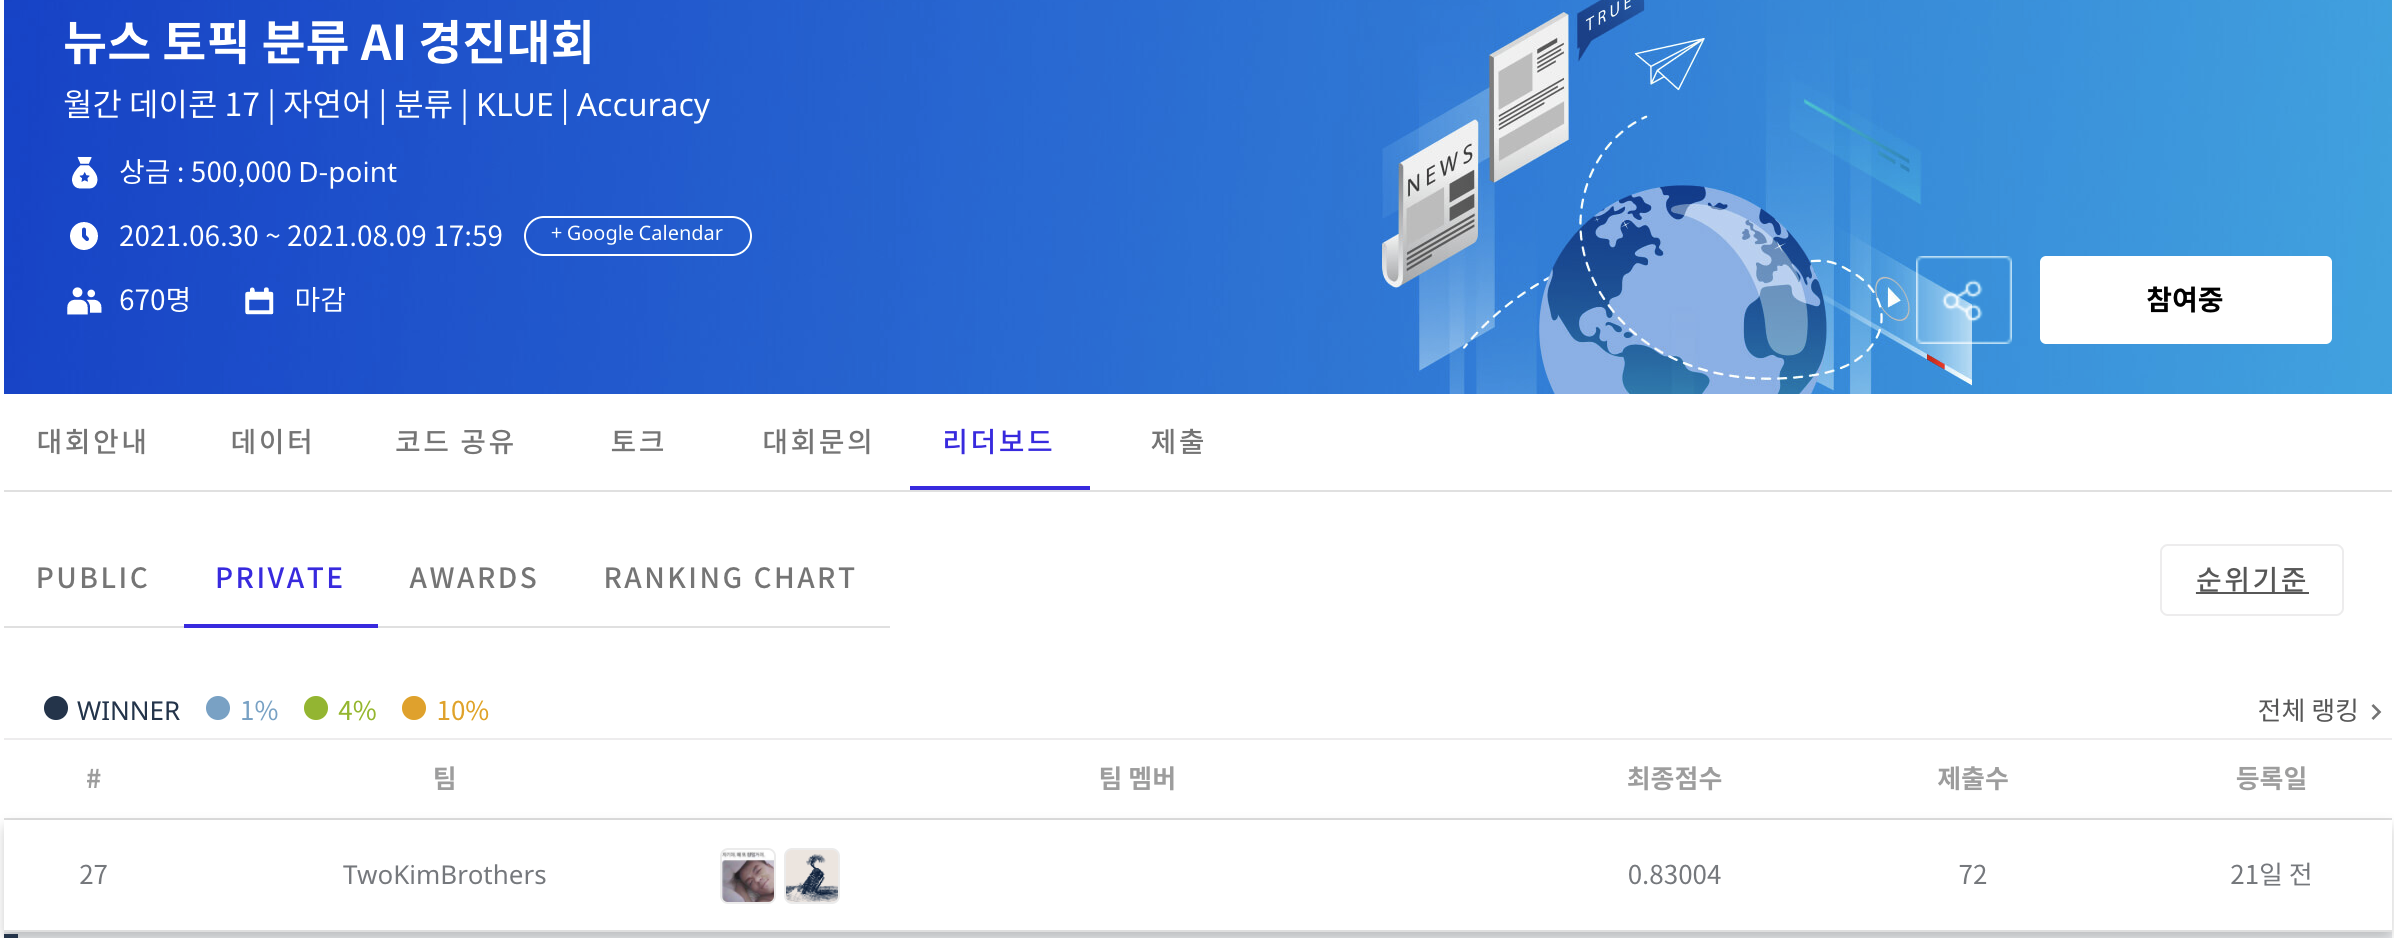 뉴스 토픽 분류 AI 경진대회
월간 데이콘 17 | 자연어 | 분류 | KLUE | Accuracy
상금 : 500,000 D-point
2021.06.30 ~ 2021.08.09 17:59 + Google Calendar
670명 마감
TRUE
NEWS
참여중
대회안내 데이터 코드 공유 토크 대회문의 리더보드 제출
PUBLIC PRIVATE AWARDS RANKING CHART 순위기준
WINNER 1% 4% 10% 전체 랭킹 >
# 팀 팀 멤버 최종점수 제출수 등록일
27 TwoKimBrothers 0.83004 72 21일 전